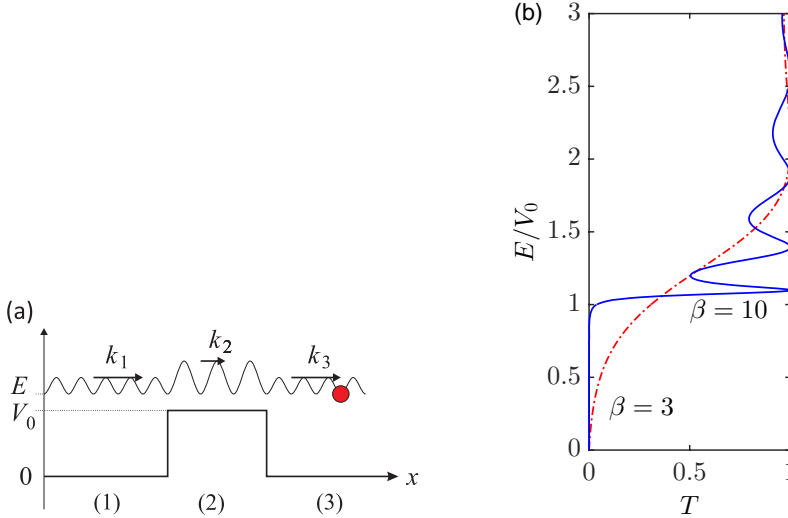 (a)
k1 k2 k3
E
V0
0 x
(1) (2) (3)
(b)
3
2.5
2
1.5
1
0.5
0
E/V0
β = 10
β = 3
0 0.5 1
T